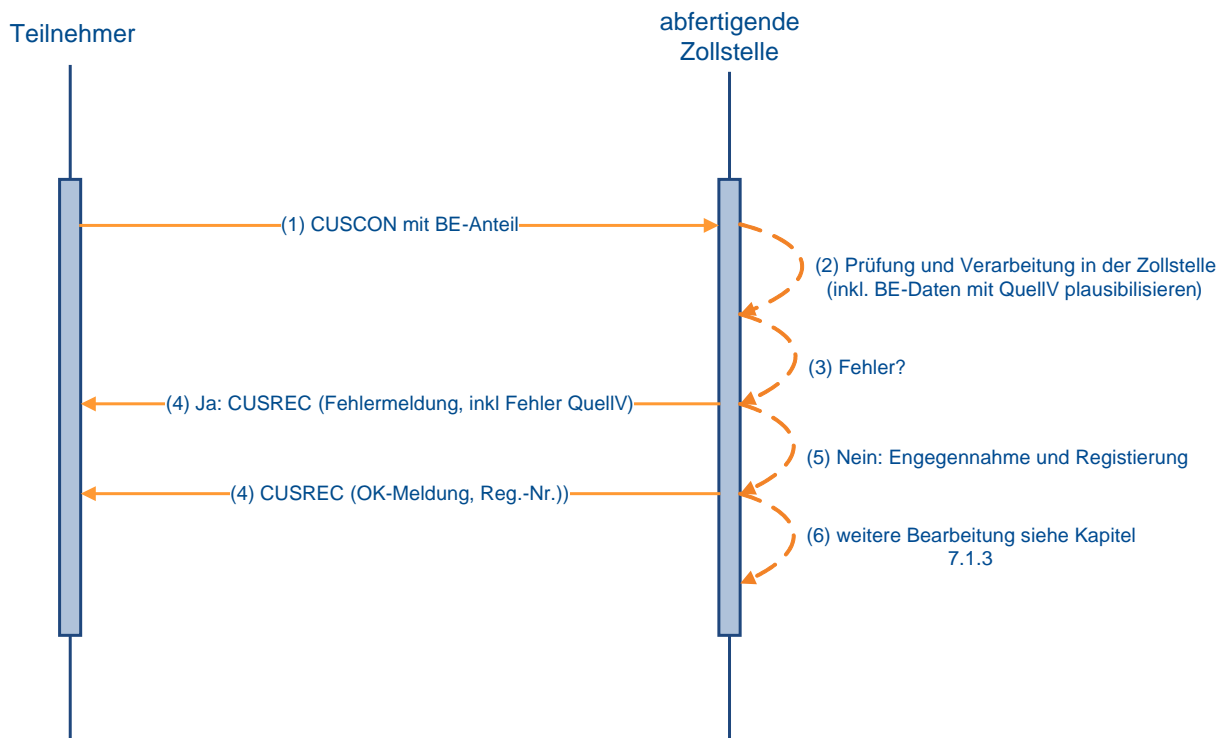 Teilnehmer
abfertigende
Zollstelle
(1) CUSCON mit BE-Anteil
(2) Prüfung und Verarbeitung in der Zollstelle
(inkl. BE-Daten mit QuellV plausibilisieren)
(3) Fehler?
(4) Ja: CUSREC (Fehlermeldung, inkl Fehler QuellV)
(5) Nein: Engegennahme und Registierung
(4) CUSREC (OK-Meldung, Reg.-Nr.))
(6) weitere Bearbeitung siehe Kapitel
7.1.3